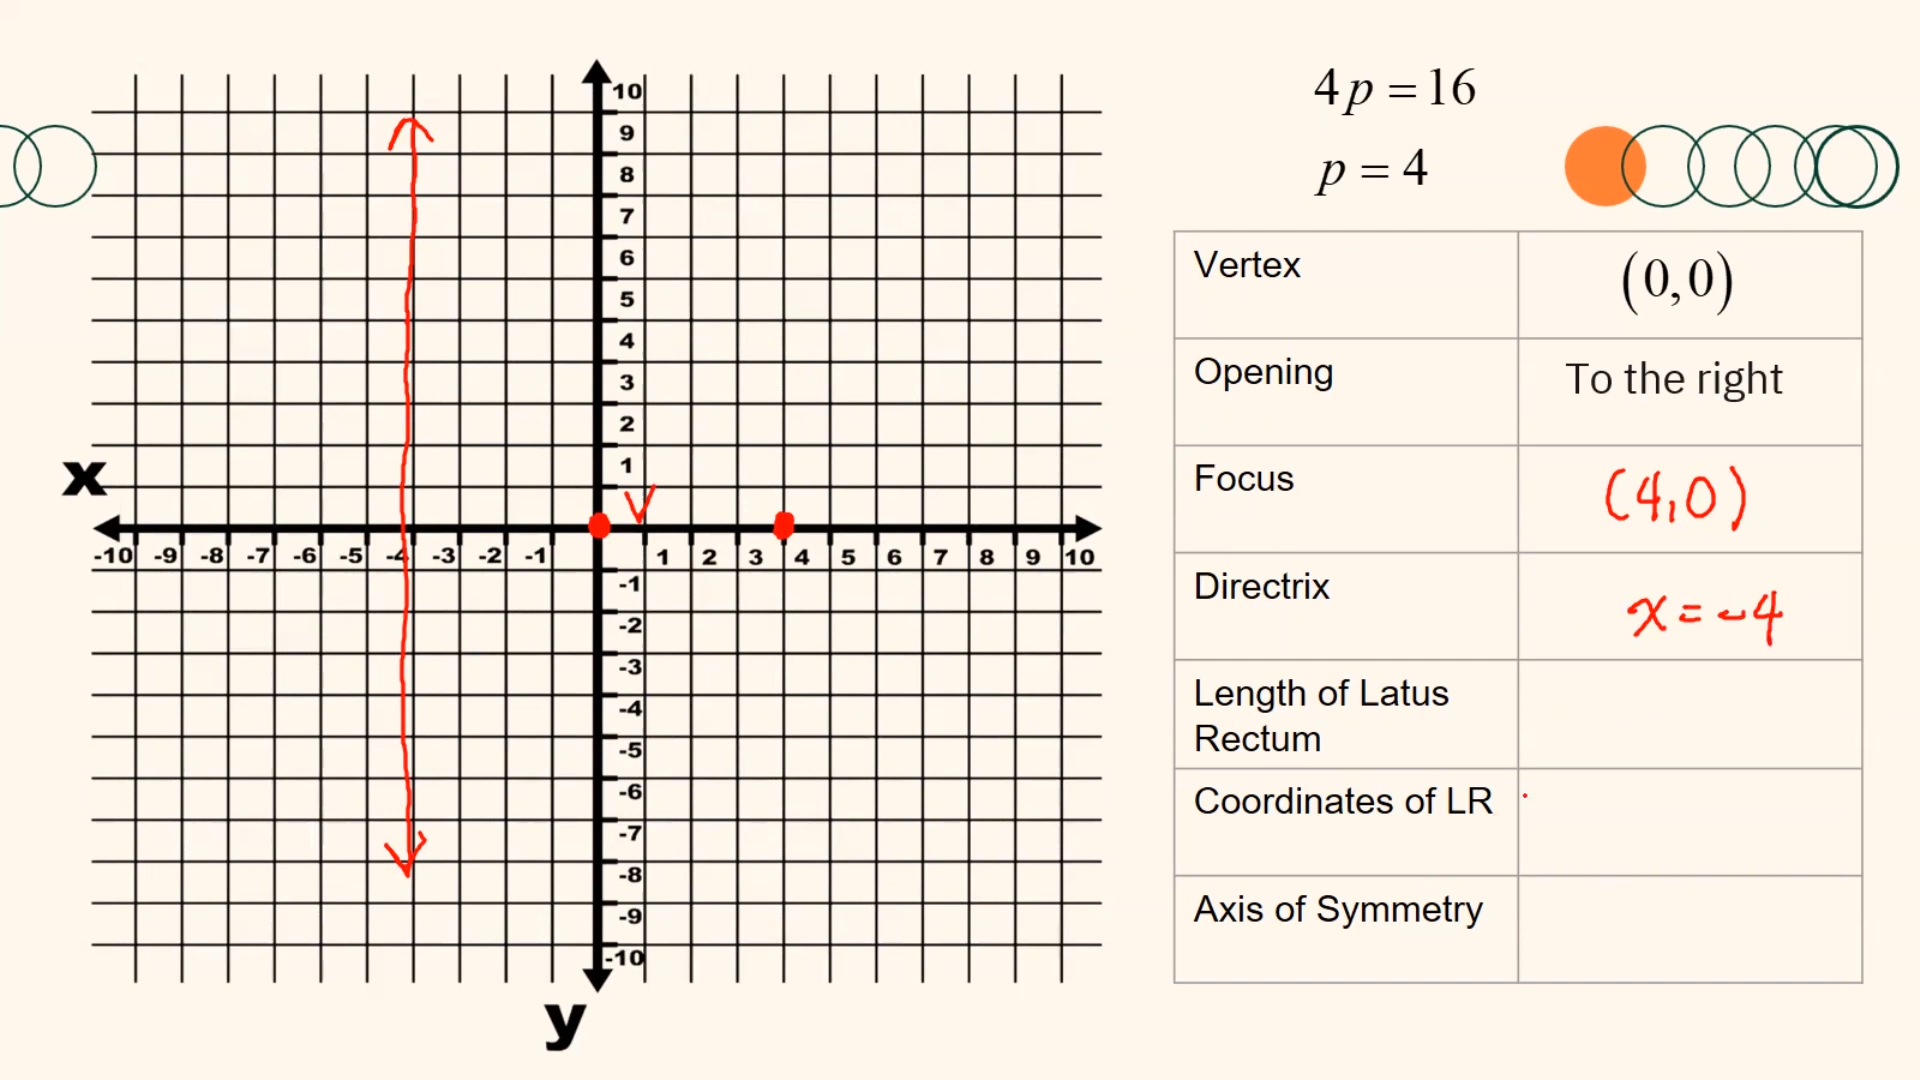 4p = 16
p = 4
10
9
8
7
6
5
4
3
2
1
x
-10 -9 -8 -7 -6 -5 -4 -3 -2 -1 1 2 3 4 5 6 7 8 9 10
-1
-2
-3
-4
-5
-6
-7
-8
-9
-10
y
V
Vertex (0,0)
Opening To the right
Focus (4,0)
Directrix x = -4
Length of Latus
Rectum
Coordinates of LR
Axis of Symmetry